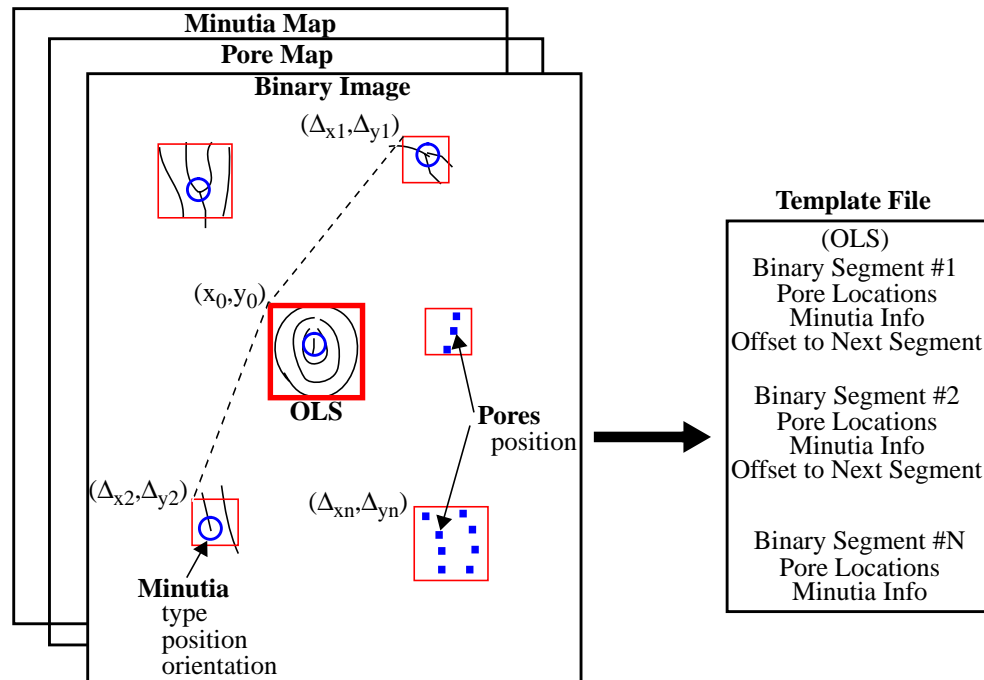 Minutia Map
Pore Map
Binary Image
(Δx1,Δy1)
(x0,y0)
OLS
Pores
position
(Δx2,Δy2)
(Δxn,Δyn)
Minutia
type
position
orientation
Template File
(OLS)
Binary Segment #1
Pore Locations
Minutia Info
Offset to Next Segment
Binary Segment #2
Pore Locations
Minutia Info
Offset to Next Segment
Binary Segment #N
Pore Locations
Minutia Info